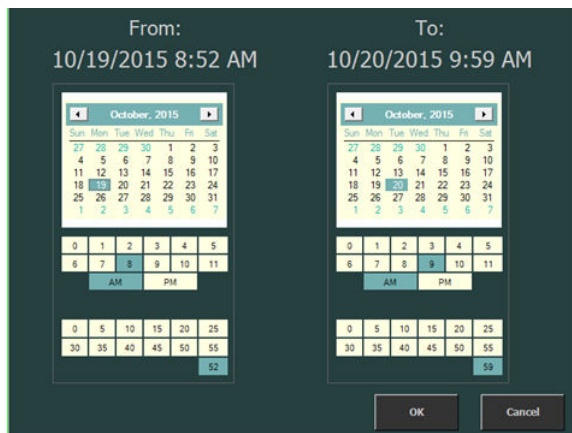 From:
10/19/2015 8:52 AM
October, 2015
Sun Mon Tue Wed Thu Fri Sat
27 28 29 30 1 2 3
4 5 6 7 8 9 10
11 12 13 14 15 16 17
18 19 20 21 22 23 24
25 26 27 28 29 30 31
1 2 3 4 5 6 7
0 1 2 3 4 5
6 7 8 9 10 11
AM PM
0 5 10 15 20 25
30 35 40 45 50 55
52
To:
10/20/2015 9:59 AM
October, 2015
Sun Mon Tue Wed Thu Fri Sat
27 28 29 30 1 2 3
4 5 6 7 8 9 10
11 12 13 14 15 16 17
18 19 20 21 22 23 24
25 26 27 28 29 30 31
1 2 3 4 5 6 7
0 1 2 3 4 5
6 7 8 9 10 11
AM PM
0 5 10 15 20 25
30 35 40 45 50 55
59
OK Cancel